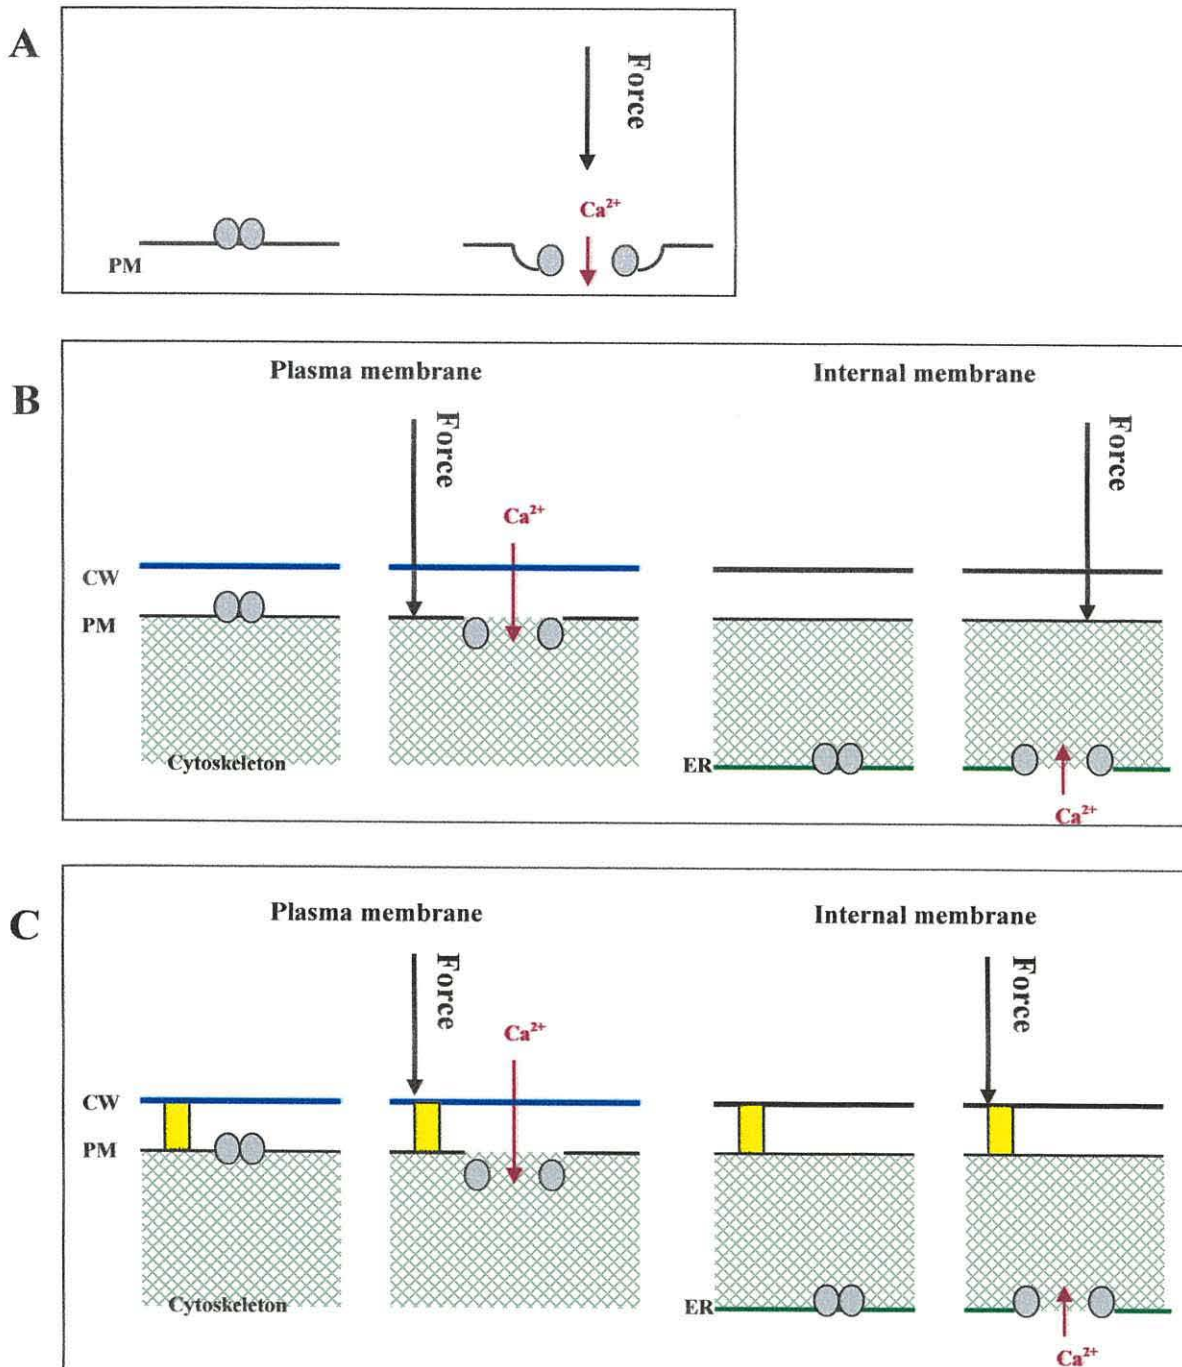 A
Force
Ca²⁺
PM
B
Plasma membrane
Internal membrane
Force
Force
Ca²⁺
CW
PM
Cytoskeleton
ER
Ca²⁺
C
Plasma membrane
Internal membrane
Force
Force
Ca²⁺
CW
PM
Cytoskeleton
ER
Ca²⁺